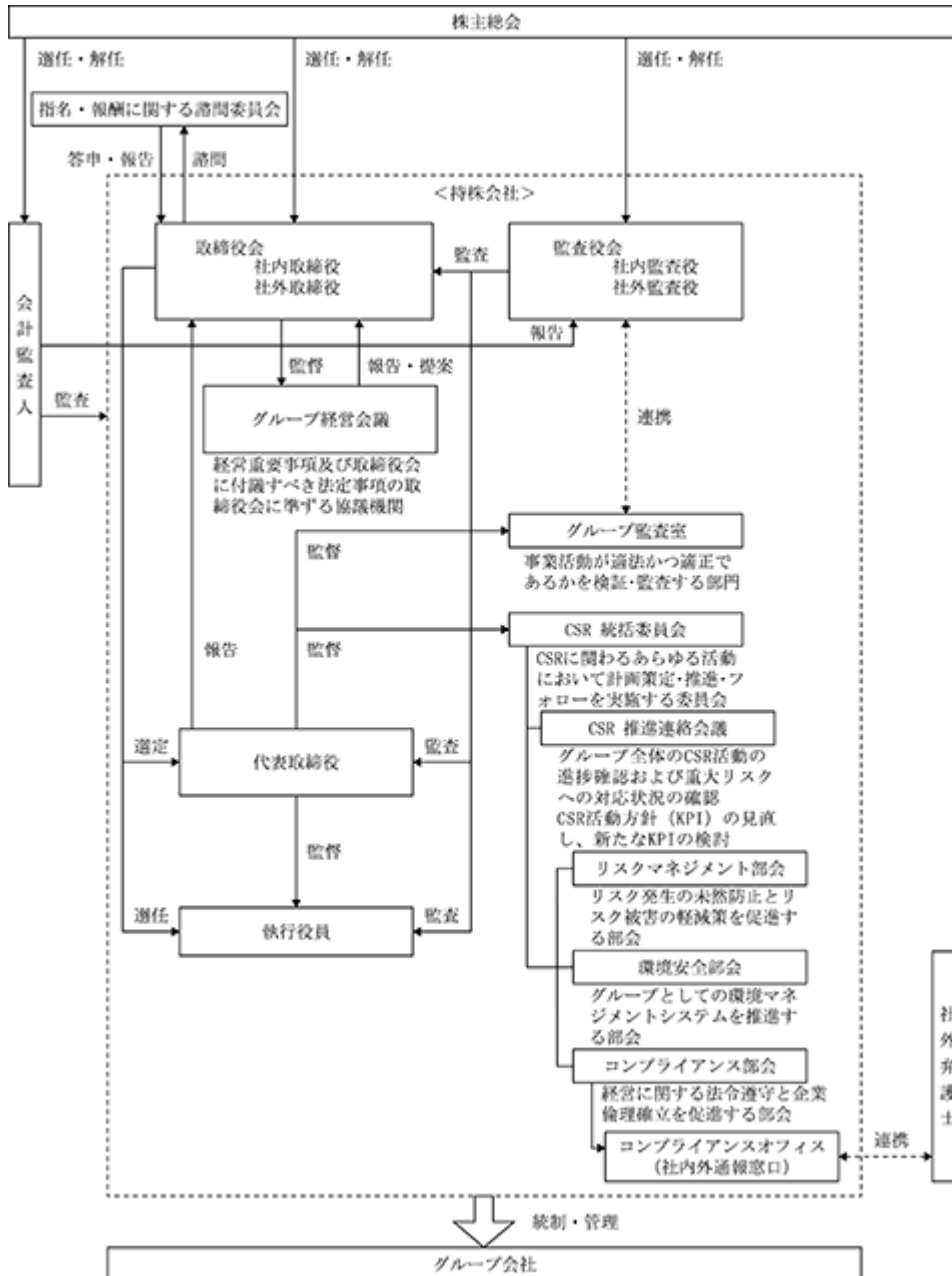 株主総会
選任・解任
選任・解任
選任・解任
指名・報酬に関する諮問委員会
答申・報告
諮問
＜持株会社＞
取締役会
社内取締役
社外取締役
監査
監査役会
社内監査役
社外監査役
会計監査人
報告
監督
報告・提案
監査
グループ経営会議
連携
経営重要事項及び取締役会
に付議すべき法定事項の取
締役会に準ずる協議機関
グループ監査室
監督
事業活動が適法かつ適正で
あるかを検証・監査する部門
CSR 統括委員会
報告
監督
CSRに関わるあらゆる活動
において計画策定・推進・フ
ォローを実施する委員会
CSR 推進連絡会議
選定
代表取締役
監査
グループ全体のCSR活動の
進捗確認および重大リスク
への対応状況の確認
CSR活動方針（KPI）の見直
し、新たなKPIの検討
監督
リスクマネジメント部会
リスク発生の未然防止とリ
スク被害の軽減策を促進す
る部会
選任
執行役員
監査
環境安全部会
グループとしての環境マネ
ジメントシステムを推進す
る部会
社外弁護士
コンプライアンス部会
経営に関する法令遵守と企業
倫理確立を促進する部会
コンプライアンスオフィス
（社内外通報窓口）
連携
統制・管理
グループ会社